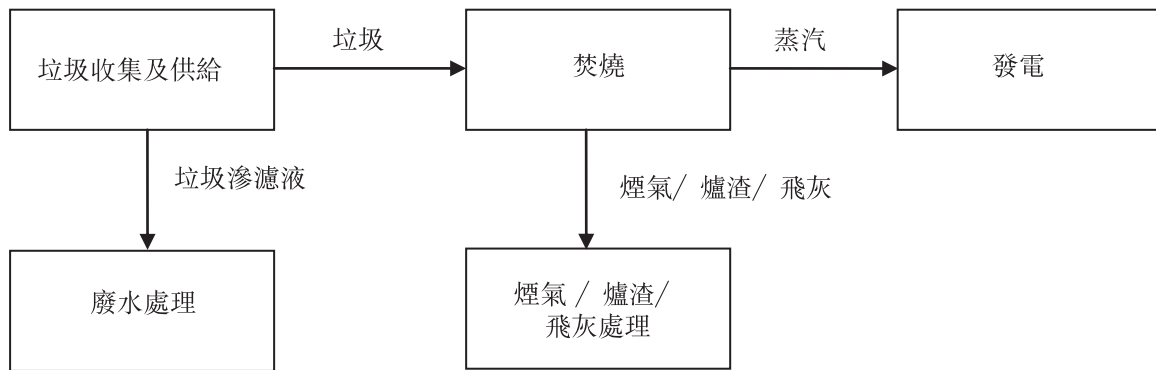 垃圾收集及供給
垃圾
焚燒
蒸汽
發電
垃圾滲濾液
煙氣/ 爐渣/ 飛灰
廢水處理
煙氣 / 爐渣/
飛灰處理